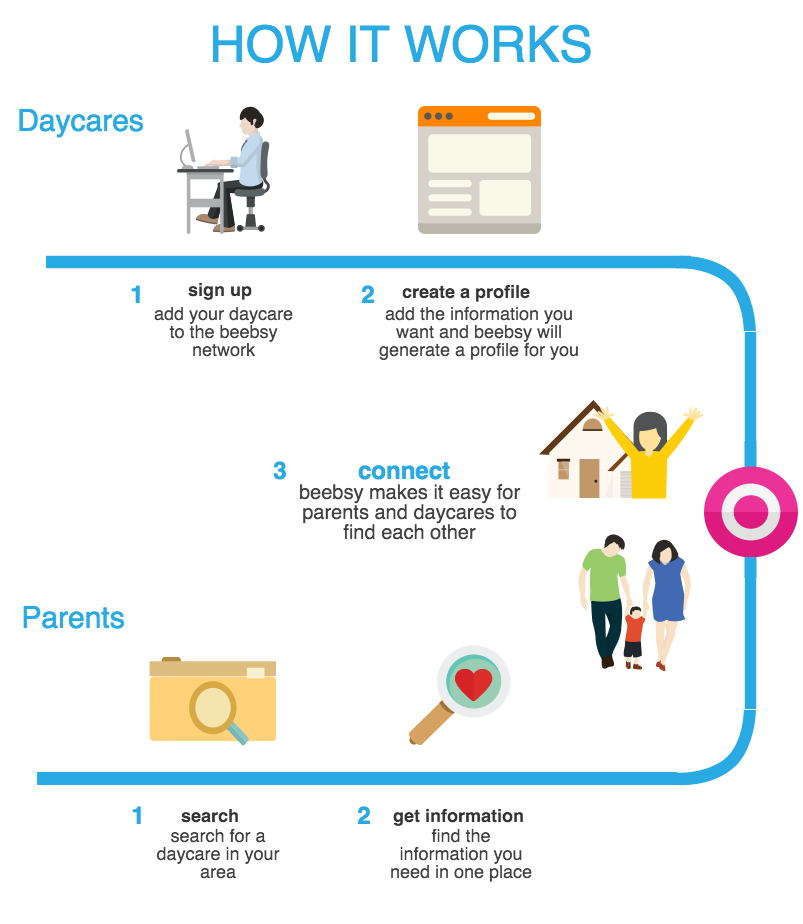 HOW IT WORKS
Daycares
1 sign up
add your daycare
to the beebsy
network
2 create a profile
add the information you
want and beebsy will
generate a profile for you
3 connect
beebsy makes it easy for
parents and daycares to
find each other
Parents
1 search
search for a
daycare in your
area
2 get information
find the
information you
need in one place